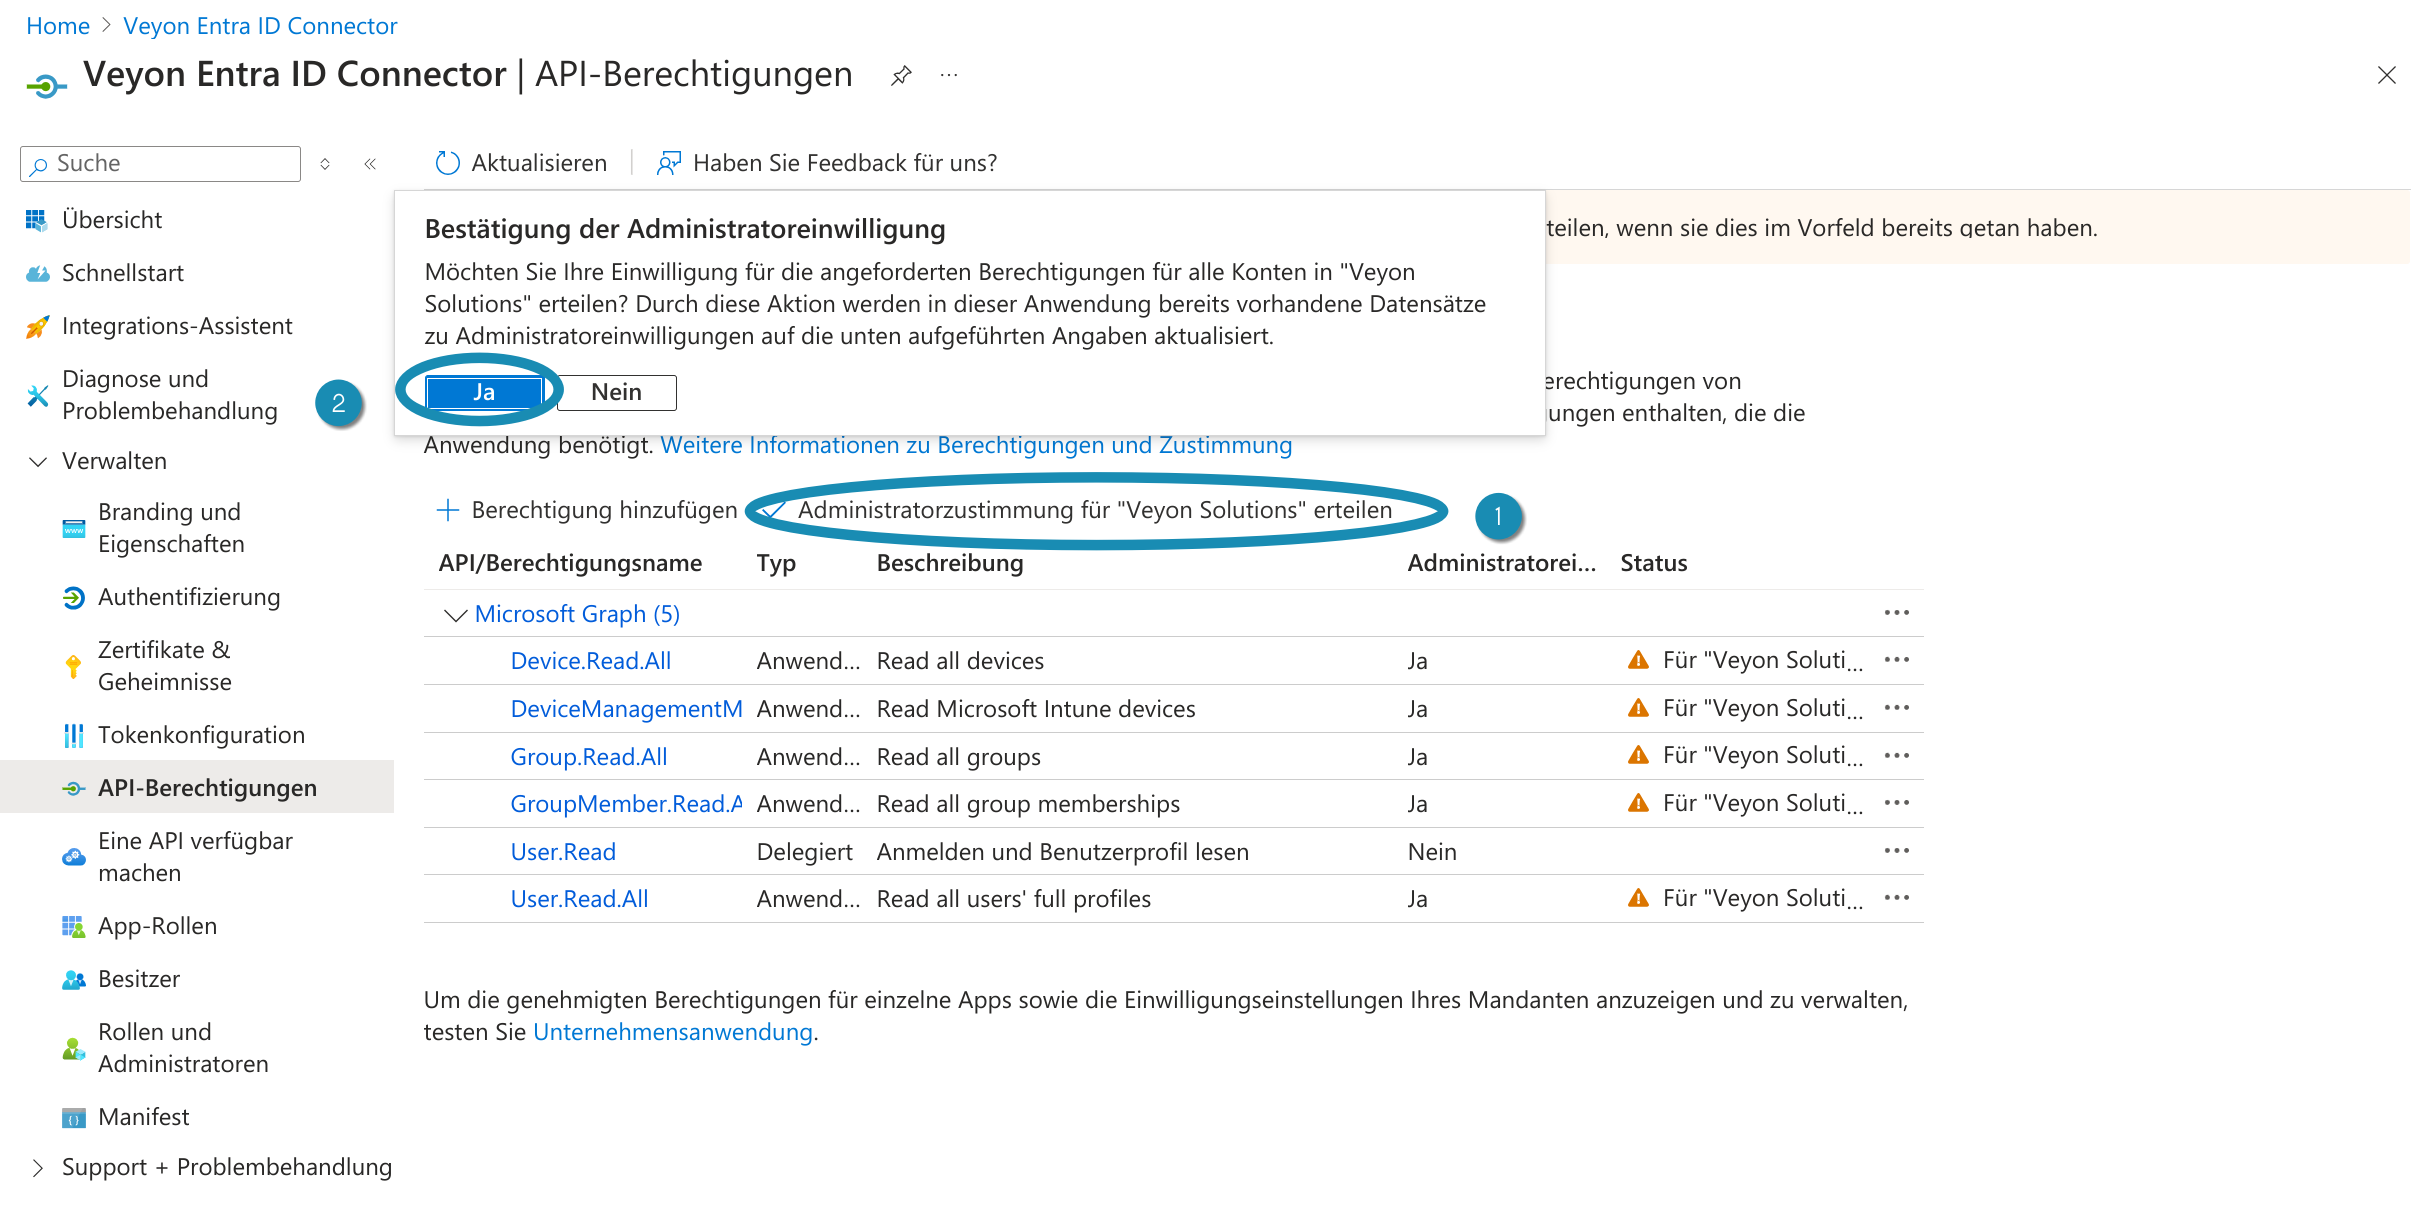 Home > Veyon Entra ID Connector
Veyon Entra ID Connector | API-Berechtigungen
Suche
Aktualisieren
Haben Sie Feedback für uns?
Übersicht
Schnellstart
Integrations-Assistent
Diagnose und
Problembehandlung
Verwalten
Branding und
Eigenschaften
Authentifizierung
Zertifikate &
Geheimnisse
Tokenkonfiguration
API-Berechtigungen
Eine API verfügbar
machen
App-Rollen
Besitzer
Rollen und
Administratoren
Manifest
Support + Problembehandlung
Bestätigung der Administratoreinwilligung
Möchten Sie Ihre Einwilligung für die angeforderten Berechtigungen für alle Konten in "Veyon
Solutions" erteilen? Durch diese Aktion werden in dieser Anwendung bereits vorhandene Datensätze
zu Administratoreinwilligungen auf die unten aufgeführten Angaben aktualisiert.
2
Ja
Nein
teilen, wenn sie dies im Vorfeld bereits getan haben.
erechtigungen von
ungen enthalten, die die
Anwendung benötigt. Weitere Informationen zu Berechtigungen und Zustimmung
Berechtigung hinzufügen
Administratorzustimmung für "Veyon Solutions" erteilen
1
API/Berechtigungsname Typ Beschreibung Administratorei... Status
Microsoft Graph (5) ...
Device.Read.All Anwend... Read all devices Ja Für "Veyon Soluti... ...
DeviceManagementM Anwend... Read Microsoft Intune devices Ja Für "Veyon Soluti... ...
Group.Read.All Anwend... Read all groups Ja Für "Veyon Soluti... ...
GroupMember.Read.A Anwend... Read all group memberships Ja Für "Veyon Soluti... ...
User.Read Delegiert Anmelden und Benutzerprofil lesen Nein ...
User.Read.All Anwend... Read all users' full profiles Ja Für "Veyon Soluti... ...
Um die genehmigten Berechtigungen für einzelne Apps sowie die Einwilligungseinstellungen Ihres Mandanten anzuzeigen und zu verwalten,
testen Sie Unternehmensanwendung.